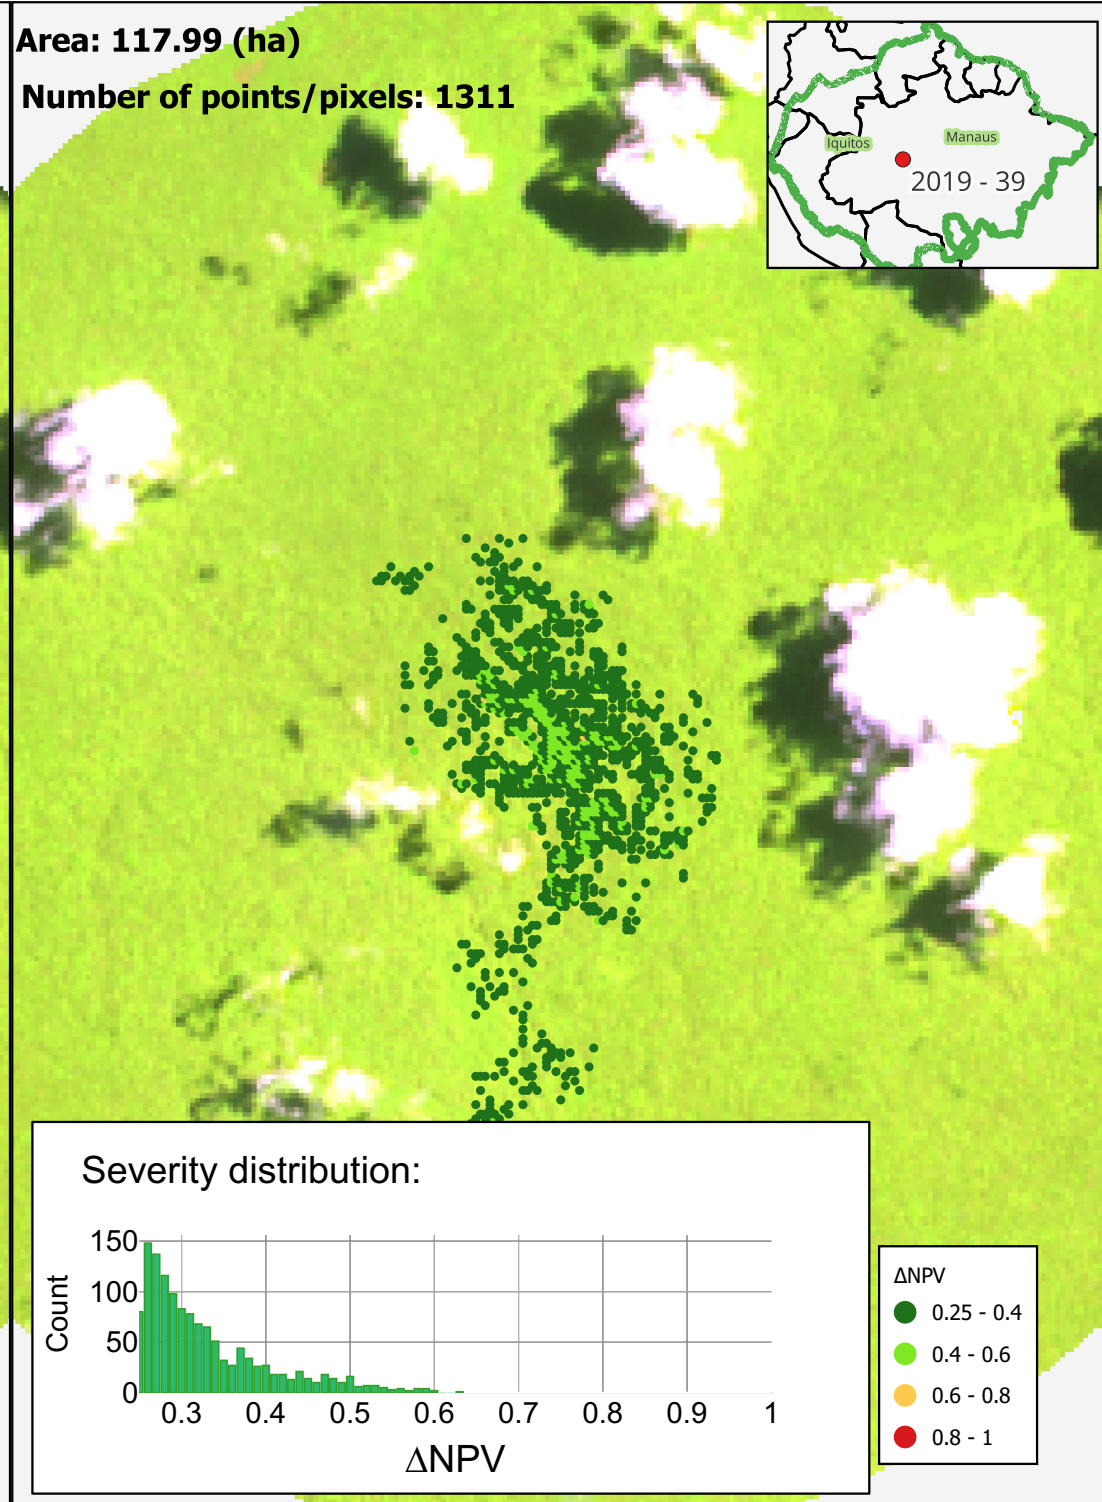 Area: 117.99 (ha)
Number of points/pixels: 1311
Iquitos
Manaus
2019 - 39
Severity distribution:
150
100
50
0
Count
0.3 0.4 0.5 0.6 0.7 0.8 0.9 1
ΔNPV
ΔNPV
0.25 - 0.4
0.4 - 0.6
0.6 - 0.8
0.8 - 1